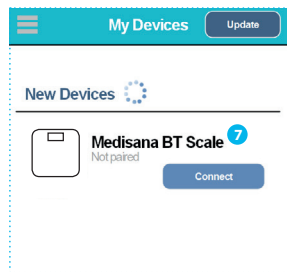 My Devices Update
New Devices
Medisana BT Scale 7
Not paired
Connect